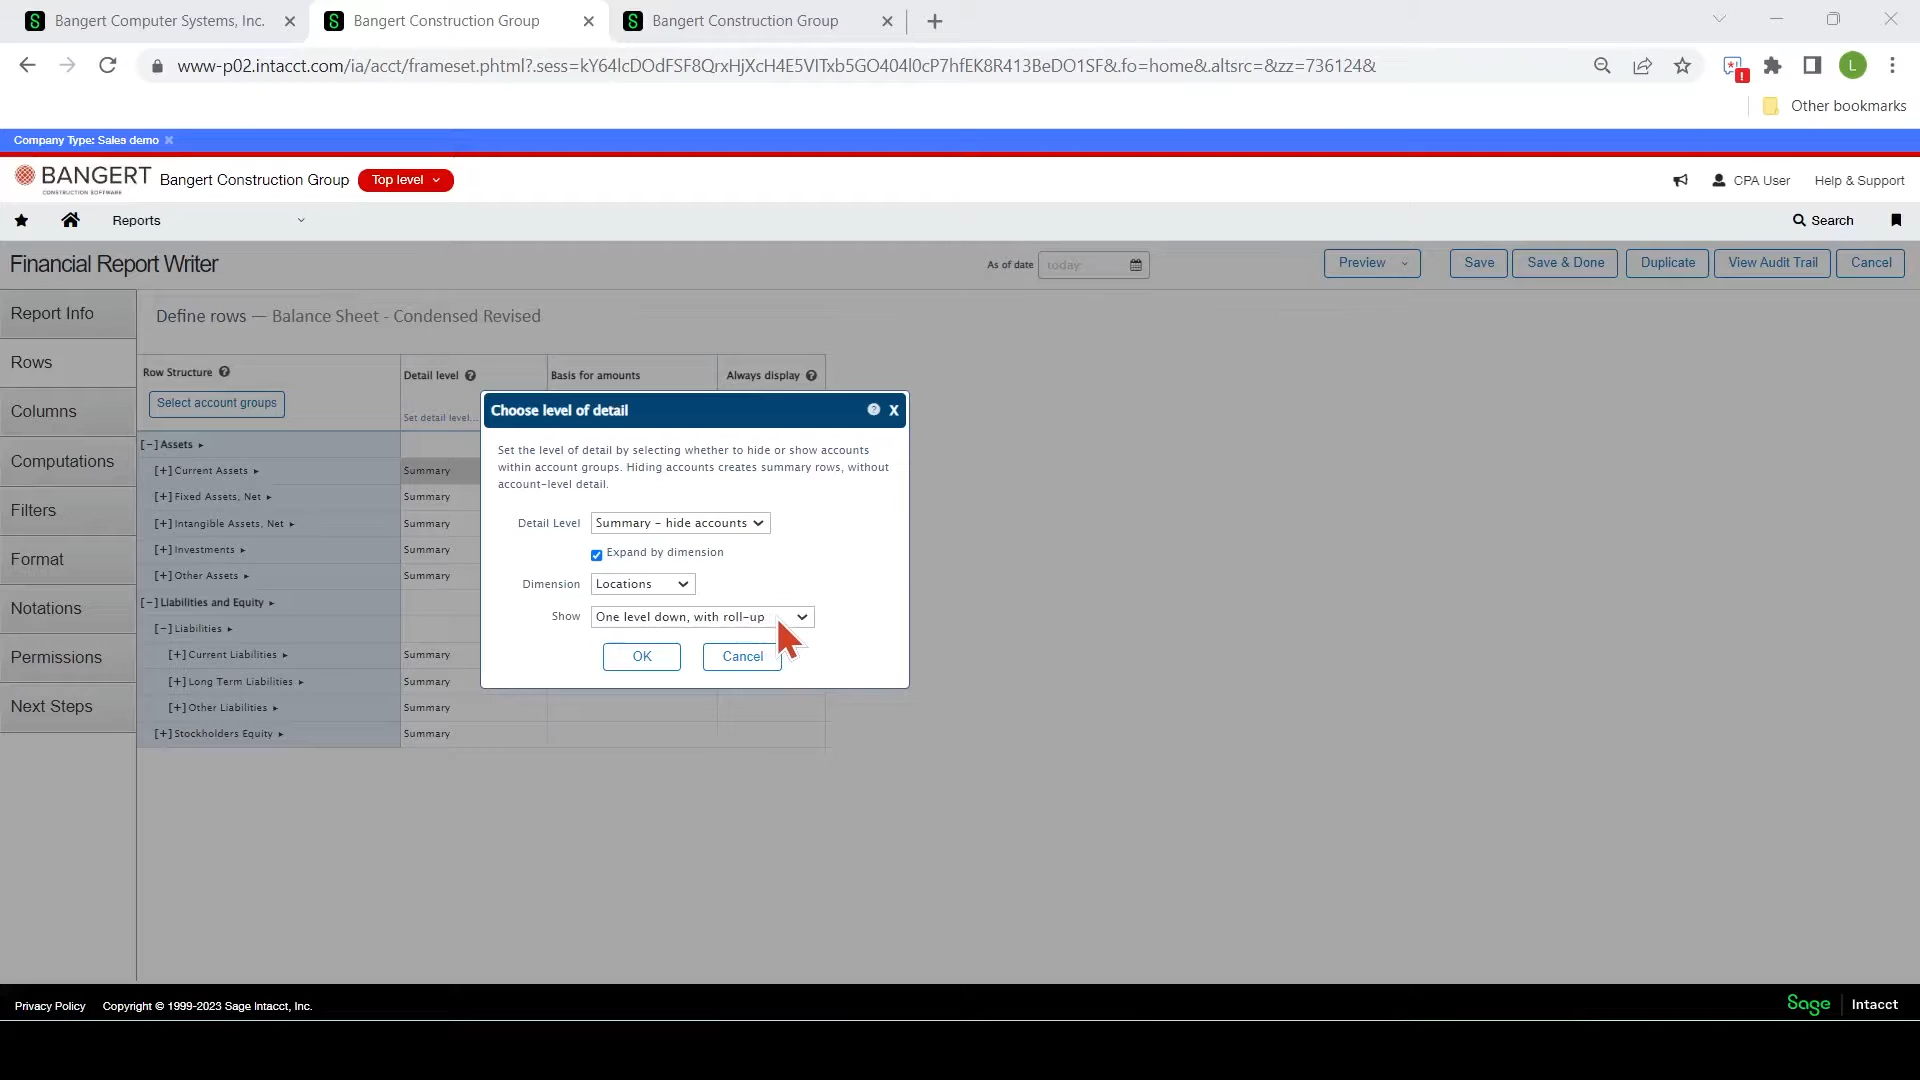 Bangert Computer Systems, Inc.
Bangert Construction Group
Bangert Construction Group
www-p02.intacct.com/ia/acct/frameset.phtml?.sess=kY64lcDOdFSF8QrxHjXcH4E5VITxb5GO404l0cP7hfEK8R413BeDO1SF&.fo=home&.altsrc=&zz=736124&
L
Other bookmarks
Company Type: Sales demo
BANGERT
CONSTRUCTION SOFTWARE
Bangert Construction Group
Top level
CPA User
Help & Support
Reports
Search
Financial Report Writer
As of date
today
Preview
Save
Save & Done
Duplicate
View Audit Trail
Cancel
Report Info
Rows
Columns
Computations
Filters
Format
Notations
Permissions
Next Steps
Define rows — Balance Sheet - Condensed Revised
Row Structure
Detail level
Basis for amounts
Always display
Select account groups
Set detail level...
[-] Assets
[+] Current Assets Summary
[+] Fixed Assets, Net Summary
[+] Intangible Assets, Net Summary
[+] Investments Summary
[+] Other Assets Summary
[-] Liabilities and Equity
[-] Liabilities
[+] Current Liabilities Summary
[+] Long Term Liabilities Summary
[+] Other Liabilities Summary
[+] Stockholders Equity Summary
Choose level of detail
X
Set the level of detail by selecting whether to hide or show accounts
within account groups. Hiding accounts creates summary rows, without
account-level detail.
Detail Level Summary - hide accounts
Expand by dimension
Dimension Locations
Show One level down, with roll-up
OK
Cancel
Privacy Policy
Copyright © 1999-2023 Sage Intacct, Inc.
Sage
Intacct